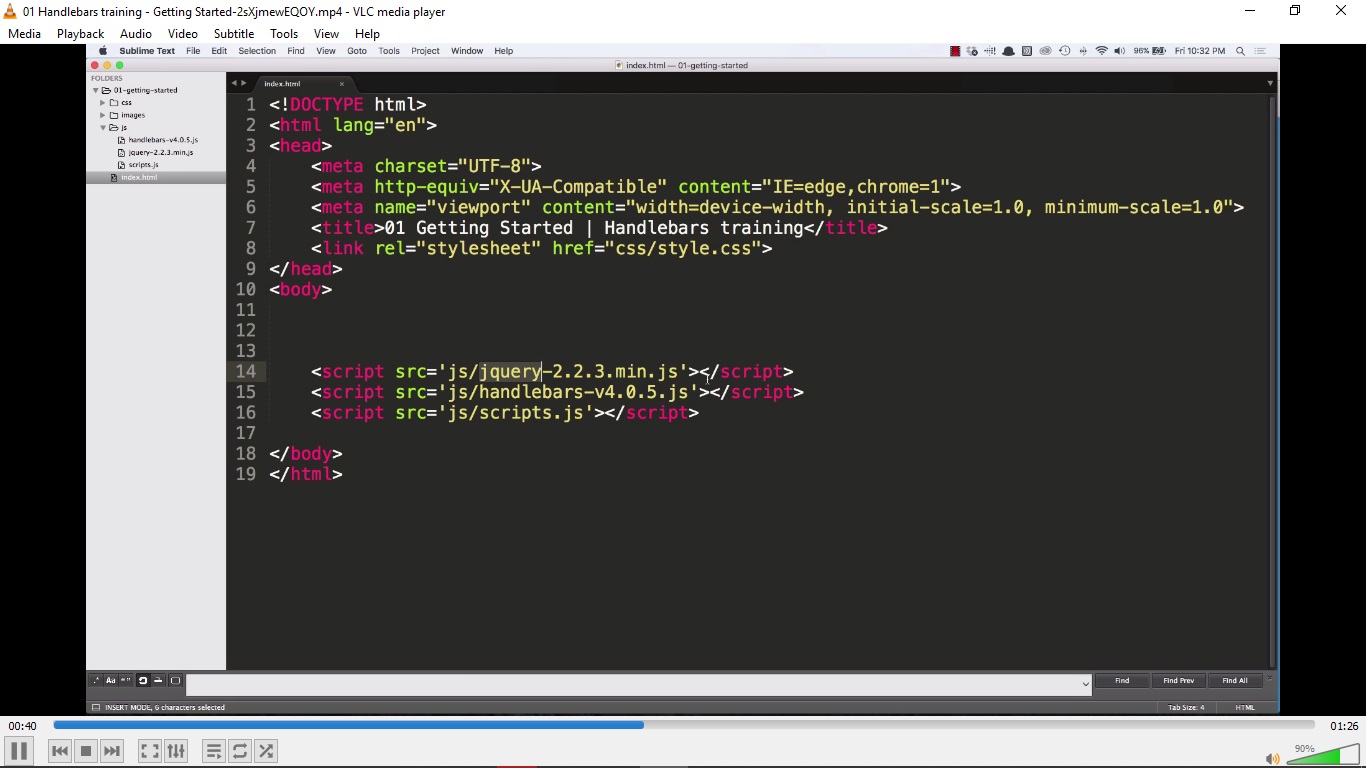 01 Handlebars training - Getting Started-2sXjmewEQOY.mp4 - VLC media player
Media Playback Audio Video Subtitle Tools View Help
Sublime Text File Edit Selection Find View Goto Tools Project Window Help
96% Fri 10:32 PM
index.html — 01-getting-started
FOLDERS
01-getting-started
css
images
js
handlebars-v4.0.5.js
jquery-2.2.3.min.js
scripts.js
index.html
index.html ×
1 <!DOCTYPE html>
2 <html lang="en">
3 <head>
4 <meta charset="UTF-8">
5 <meta http-equiv="X-UA-Compatible" content="IE=edge,chrome=1">
6 <meta name="viewport" content="width=device-width, initial-scale=1.0, minimum-scale=1.0">
7 <title>01 Getting Started | Handlebars training</title>
8 <link rel="stylesheet" href="css/style.css">
9 </head>
10 <body>
11
12
13
14 <script src='js/jquery-2.2.3.min.js'></script>
15 <script src='js/handlebars-v4.0.5.js'></script>
16 <script src='js/scripts.js'></script>
17
18 </body>
19 </html>
.* Aa “” Find Find Prev Find All
INSERT MODE, 6 characters selected Tab Size: 4 HTML
00:40 01:26
90%